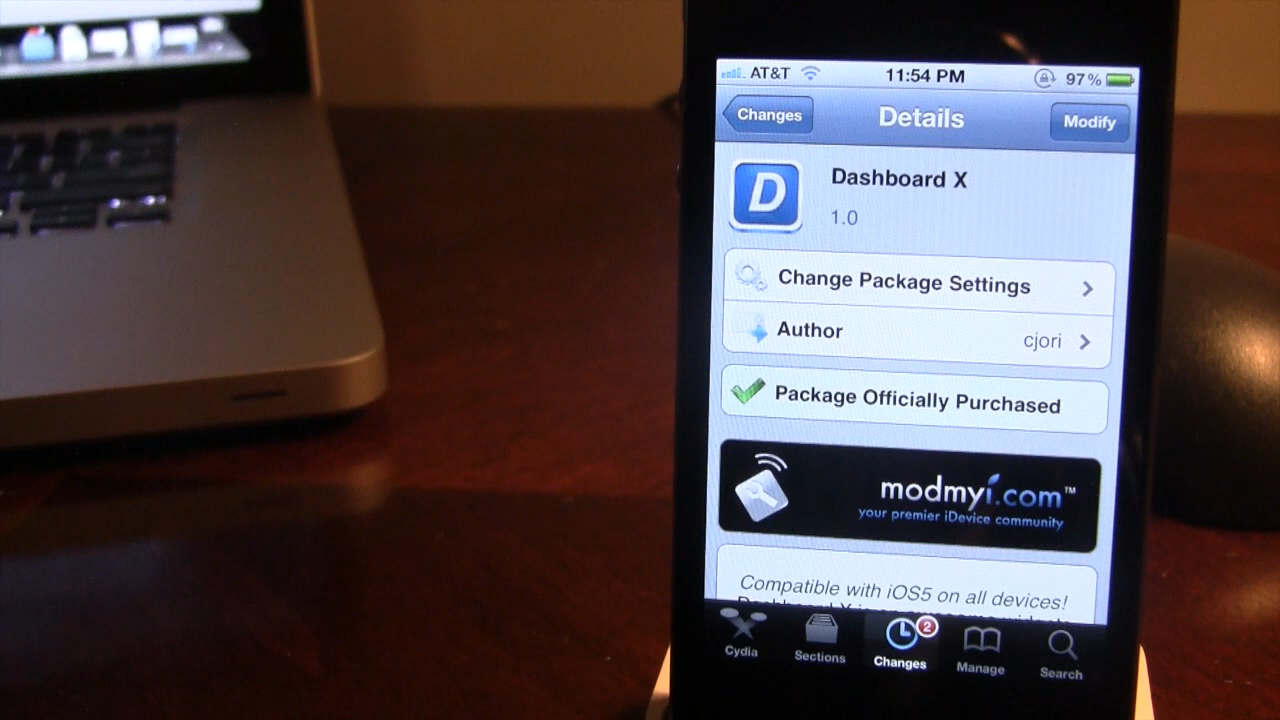 AT&T 11:54 PM 97%
Changes Details Modify
D
Dashboard X
1.0
Change Package Settings
Author cjori
Package Officially Purchased
modmyi.com™
your premier iDevice community
Compatible with iOS5 on all devices!
2
Cydia Sections Changes Manage Search